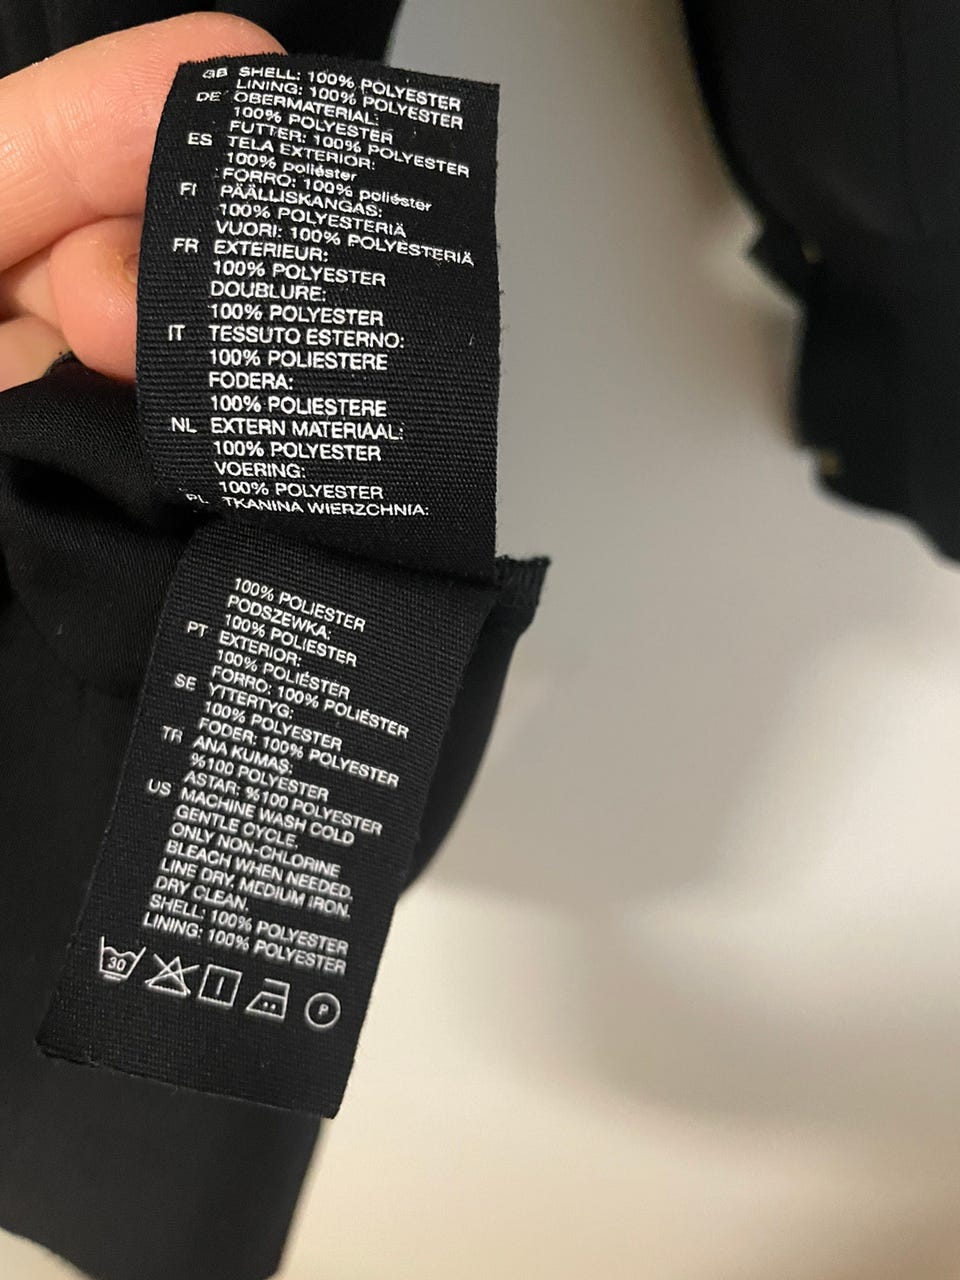 GB SHELL: 100% POLYESTER
LINING: 100% POLYESTER
DE OBERMATERIAL:
100% POLYESTER
FUTTER: 100% POLYESTER
ES TELA EXTERIOR:
100% poliéster
FORRO: 100% poliéster
FI PÄÄLLISKANGAS:
100% POLYESTERIÄ
VUORI: 100% POLYESTERIÄ
FR EXTERIEUR:
100% POLYESTER
DOUBLURE:
100% POLYESTER
IT TESSUTO ESTERNO:
100% POLIESTERE
FODERA:
100% POLIESTERE
NL EXTERN MATERIAAL:
100% POLYESTER
VOERING:
100% POLYESTER
PL TKANINA WIERZCHNIA:
100% POLIESTER
PODSZEWKA:
100% POLIESTER
PT EXTERIOR:
100% POLIÉSTER
FORRO: 100% POLIÉSTER
SE YTTERTYG:
100% POLYESTER
FODER: 100% POLYESTER
TR ANA KUMAŞ:
%100 POLYESTER
ASTAR: %100 POLYESTER
US MACHINE WASH COLD
GENTLE CYCLE.
ONLY NON-CHLORINE
BLEACH WHEN NEEDED.
LINE DRY. MEDIUM IRON.
DRY CLEAN.
SHELL: 100% POLYESTER
LINING: 100% POLYESTER
30 P